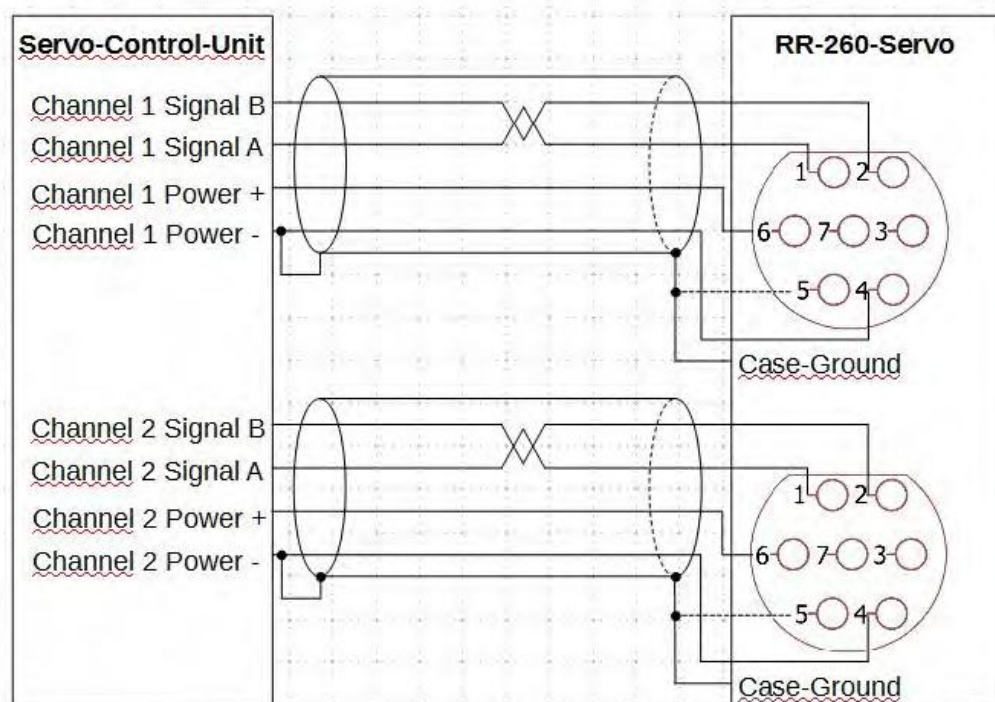 Servo-Control-Unit
RR-260-Servo
Channel 1 Signal B
Channel 1 Signal A
Channel 1 Power +
Channel 1 Power -
1 2
6 7 3
5 4
Case-Ground
Channel 2 Signal B
Channel 2 Signal A
Channel 2 Power +
Channel 2 Power -
1 2
6 7 3
5 4
Case-Ground